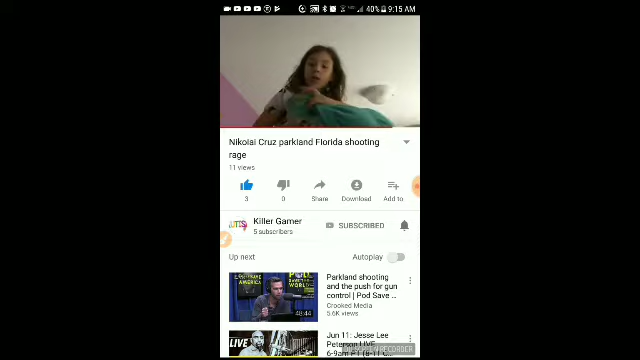 40% 9:15 AM
Nikolai Cruz parkland Florida shooting
rage
11 views
3
0
Share
Download
Add to
Killer Gamer
5 subscribers
SUBSCRIBED
Up next
Autoplay
48:44
Parkland shooting
and the push for gun
control | Pod Save ...
Crooked Media
5.6K views
LIVE
Jun 11: Jesse Lee
Peterson LIVE
RECORDER